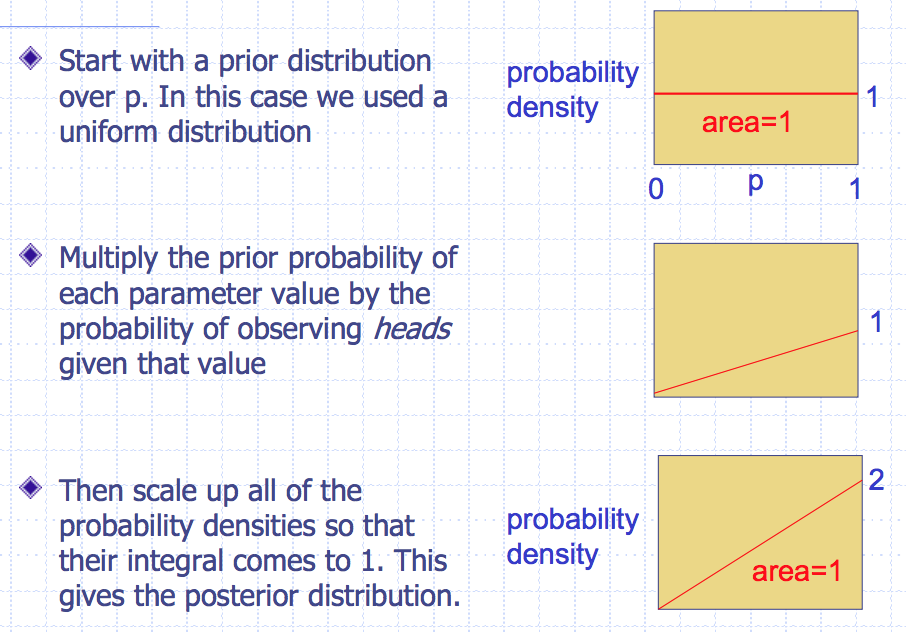 Start with a prior distribution
over p. In this case we used a
uniform distribution
probability
density
1
area=1
0
p
1
Multiply the prior probability of
each parameter value by the
probability of observing heads
given that value
1
Then scale up all of the
probability densities so that
their integral comes to 1. This
gives the posterior distribution.
probability
density
2
area=1